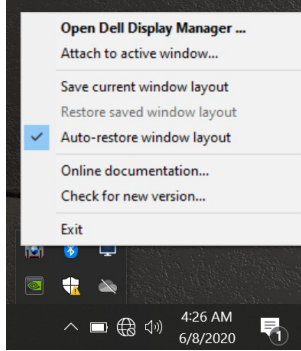 Open Dell Display Manager ...
Attach to active window...
Save current window layout
Restore saved window layout
Auto-restore window layout
Online documentation...
Check for new version...
Exit
4:26 AM
6/8/2020
1